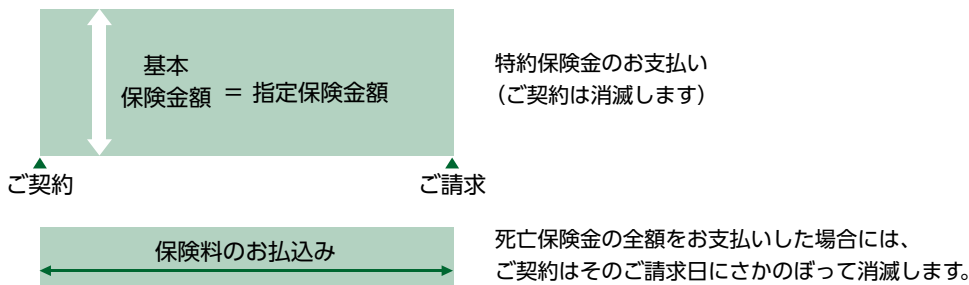 基本
保険金額 ＝ 指定保険金額
特約保険金のお支払い
（ご契約は消滅します）
ご契約
ご請求
保険料のお払込み
死亡保険金の全額をお支払いした場合には、
ご契約はそのご請求日にさかのぼって消滅します。